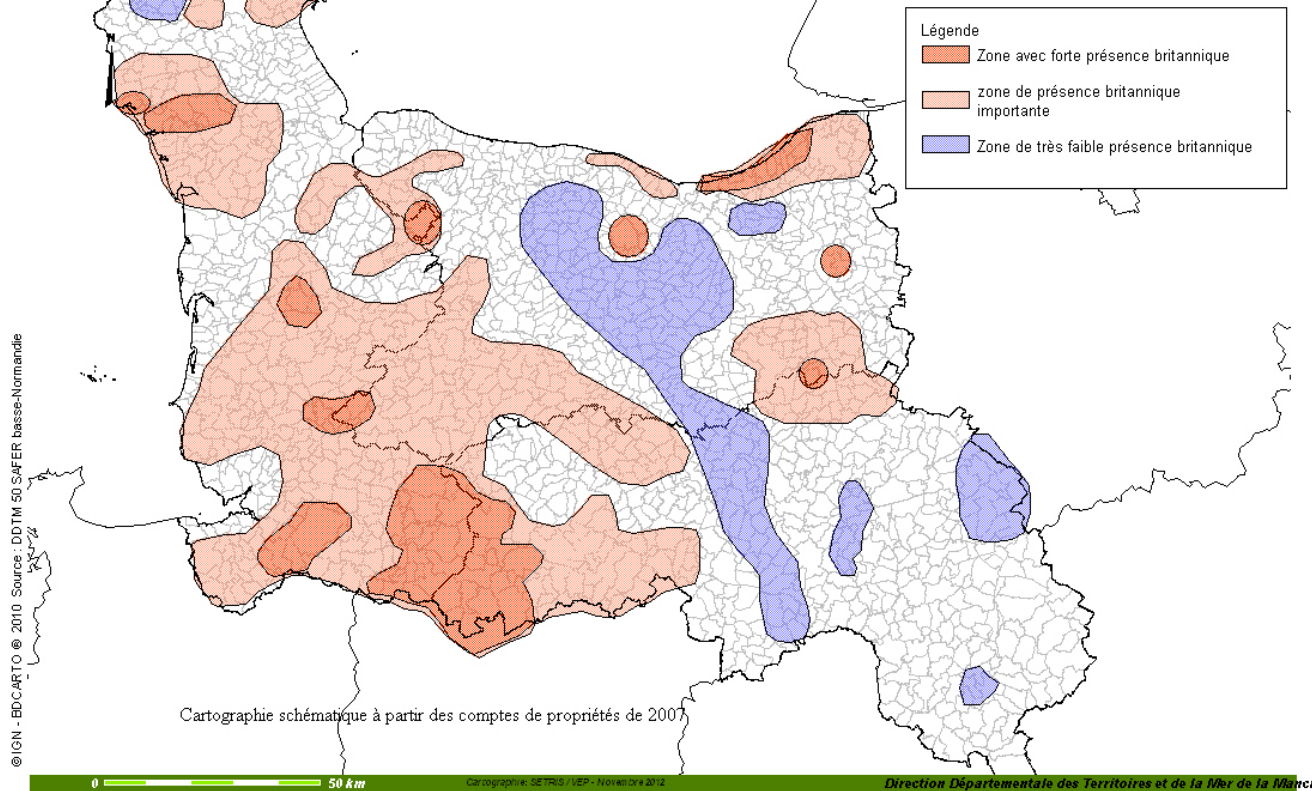 Légende
Zone avec forte présence britannique
zone de présence britannique
importante
Zone de très faible présence britannique
N
© IGN - BDCARTO ® 2010 Source : DDTM 50 SAFER basse-Normandie
Cartographie schématique à partir des comptes de propriétés de 2007
0 50 km
Cartographie: SETRIS / VEP - Novembre 2012
Direction Départementale des Territoires et de la Mer de la Manc